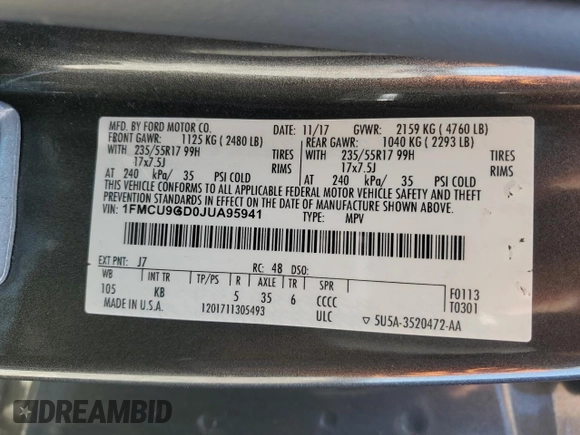 MFD. BY FORD MOTOR CO.
DATE: 11/17 GVWR: 2159 KG ( 4760 LB)
FRONT GAWR: 1125 KG ( 2480 LB) REAR GAWR: 1040 KG ( 2293 LB)
WITH 235/55R17 99H TIRES WITH 235/55R17 99H TIRES
17x7.5J RIMS 17x7.5J RIMS
AT 240 kPa/ 35 PSI COLD AT 240 kPa/ 35 PSI COLD
THIS VEHICLE CONFORMS TO ALL APPLICABLE FEDERAL MOTOR VEHICLE SAFETY AND THEFT
PREVENTION STANDARDS IN EFFECT ON THE DATE OF MANUFACTURE SHOWN ABOVE.
VIN: 1FMCU9GD0JUA95941 TYPE: MPV
EXT PNT: J7 RC: 48 DSO:
WB INT TR TP/PS R AXLE TR SPR F0113
105 KB 5 35 6 CCCC T0301
MADE IN U.S.A. 1201711305493 ULC ▽ 5U5A-3520472-AA
DREAMBID